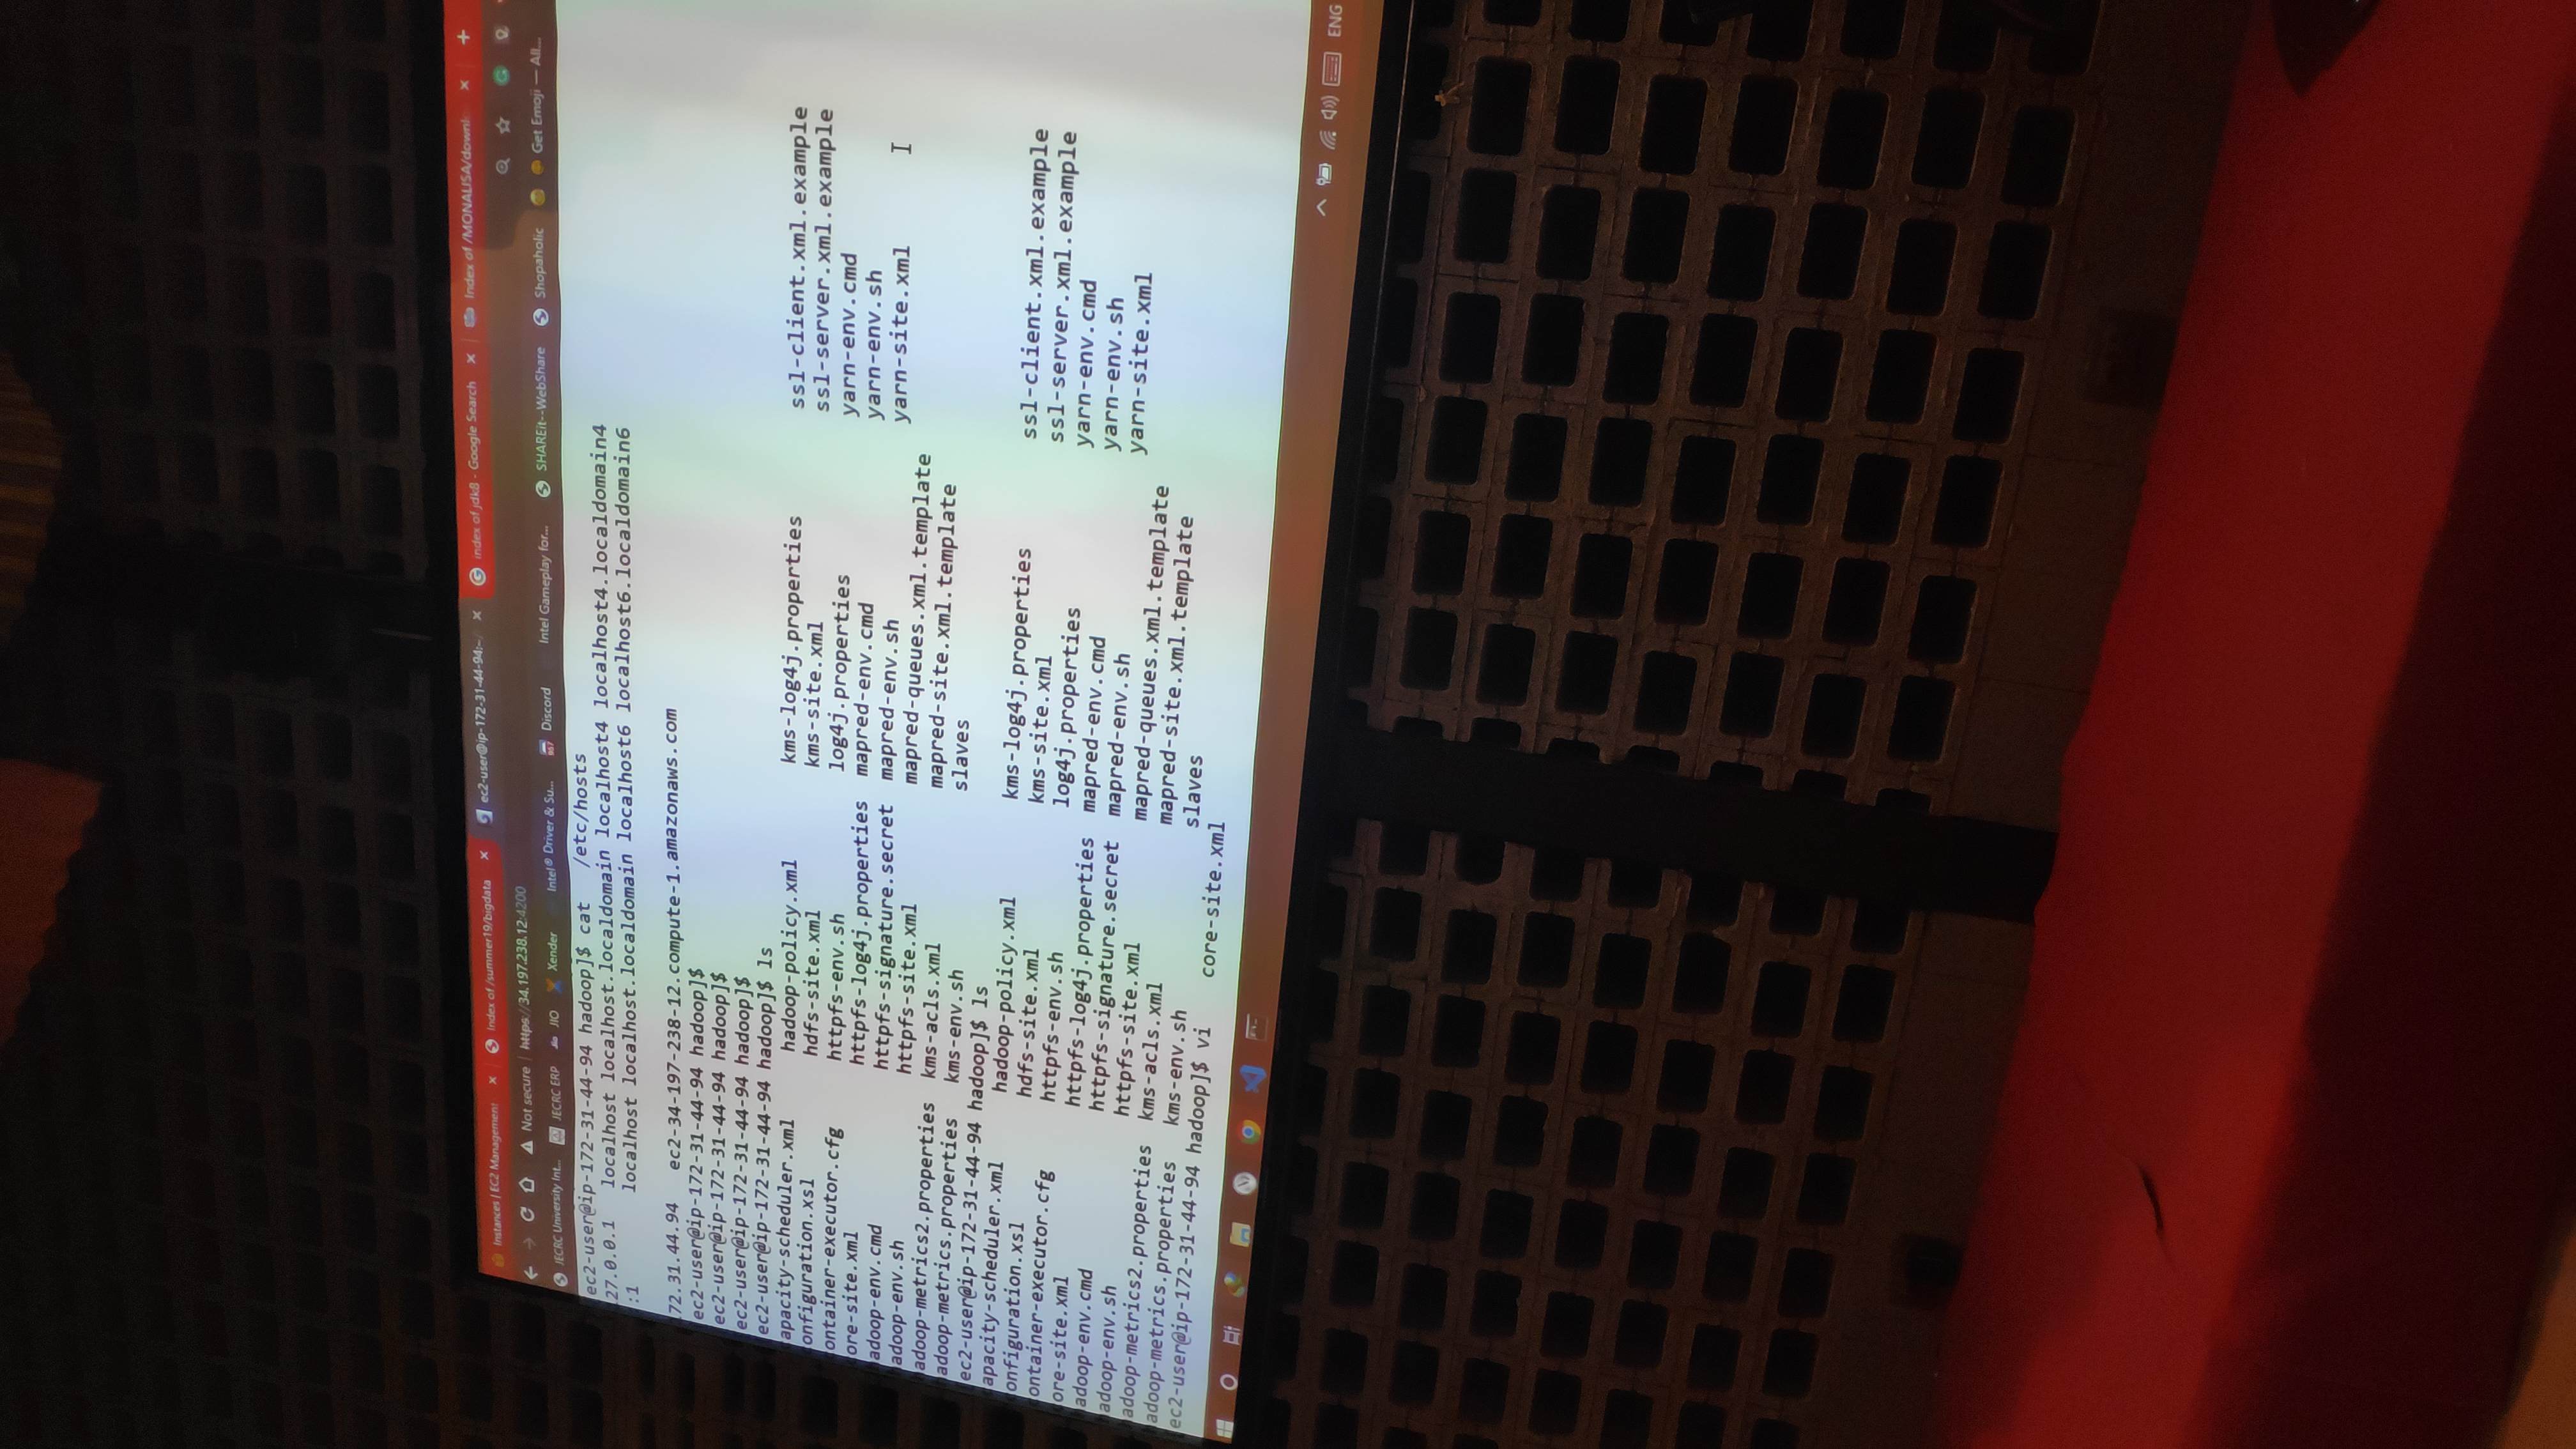 Instances | EC2 Management
Index of /summer19/bigdata
ec2-user@ip-172-31-44-94:~/
index of jdk8 - Google Search
Index of /MONALISA/downl
Not secure | https://34.197.238.12:4200
JECRC University Int... JECRC ERP JIO Xender Intel® Driver & Su... Discord Intel Gameplay for... SHAREit--WebShare Shopaholic Get Emoji — All...
ec2-user@ip-172-31-44-94 hadoop]$ cat /etc/hosts
27.0.0.1 localhost localhost.localdomain localhost4 localhost4.localdomain4
:1 localhost localhost.localdomain localhost6 localhost6.localdomain6
72.31.44.94 ec2-34-197-238-12.compute-1.amazonaws.com
ec2-user@ip-172-31-44-94 hadoop]$
ec2-user@ip-172-31-44-94 hadoop]$
ec2-user@ip-172-31-44-94 hadoop]$
ec2-user@ip-172-31-44-94 hadoop]$ ls
apacity-scheduler.xml hadoop-policy.xml kms-log4j.properties ssl-client.xml.example
onfiguration.xsl hdfs-site.xml kms-site.xml ssl-server.xml.example
ontainer-executor.cfg httpfs-env.sh log4j.properties yarn-env.cmd
ore-site.xml httpfs-log4j.properties mapred-env.cmd yarn-env.sh
adoop-env.cmd httpfs-signature.secret mapred-env.sh yarn-site.xml
adoop-env.sh httpfs-site.xml mapred-queues.xml.template
adoop-metrics2.properties kms-acls.xml mapred-site.xml.template
adoop-metrics.properties kms-env.sh slaves
ec2-user@ip-172-31-44-94 hadoop]$ ls
apacity-scheduler.xml hadoop-policy.xml kms-log4j.properties ssl-client.xml.example
onfiguration.xsl hdfs-site.xml kms-site.xml ssl-server.xml.example
ontainer-executor.cfg httpfs-env.sh log4j.properties yarn-env.cmd
ore-site.xml httpfs-log4j.properties mapred-env.cmd yarn-env.sh
adoop-env.cmd httpfs-signature.secret mapred-env.sh yarn-site.xml
adoop-env.sh httpfs-site.xml mapred-queues.xml.template
adoop-metrics2.properties kms-acls.xml mapred-site.xml.template
adoop-metrics.properties kms-env.sh slaves
ec2-user@ip-172-31-44-94 hadoop]$ vi core-site.xml
ENG